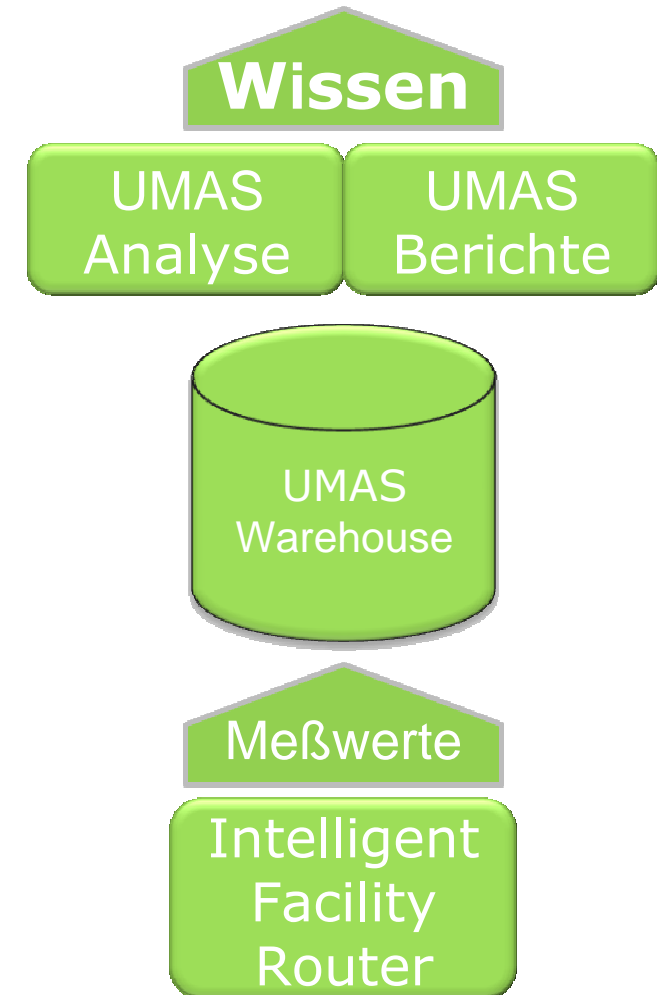 Wissen
UMAS
Analyse
UMAS
Berichte
UMAS
Warehouse
Meßwerte
Intelligent
Facility
Router